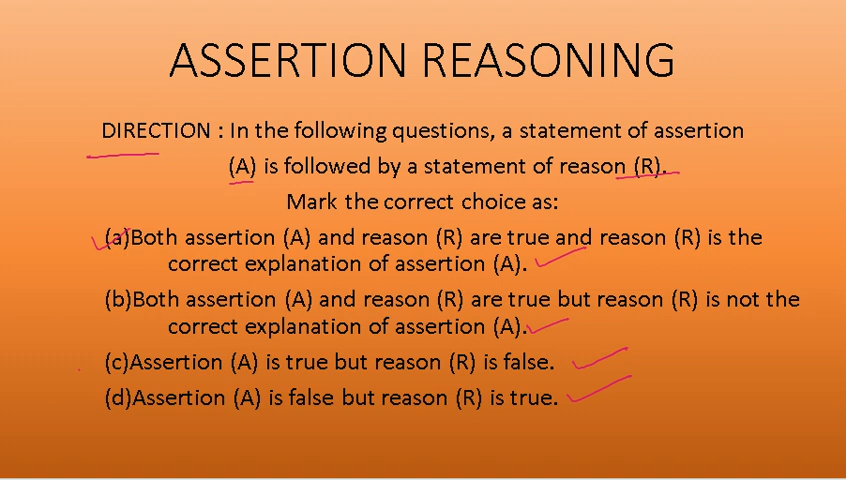 ASSERTION REASONING
DIRECTION : In the following questions, a statement of assertion
(A) is followed by a statement of reason (R).
Mark the correct choice as:
(a)Both assertion (A) and reason (R) are true and reason (R) is the
correct explanation of assertion (A).
(b)Both assertion (A) and reason (R) are true but reason (R) is not the
correct explanation of assertion (A).
(c)Assertion (A) is true but reason (R) is false.
(d)Assertion (A) is false but reason (R) is true.